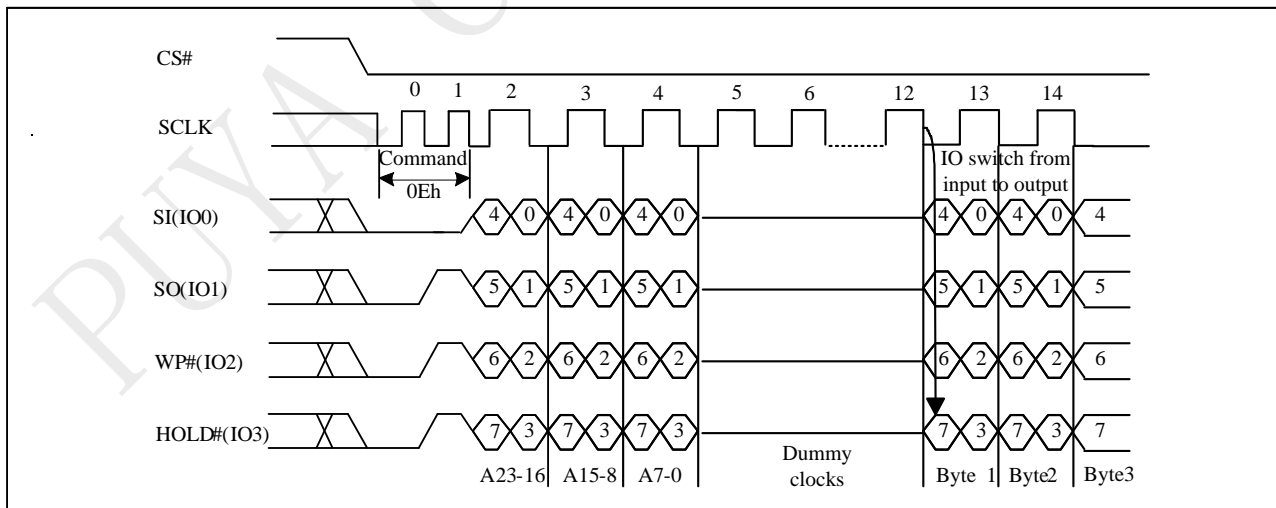 PUYA
CS#
0 1 2 3 4 5 6 12 13 14
SCLK
Command
0Eh
IO switch from
input to output
SI(IO0) 4 0 4 0 4 0 4 0 4 0 4
SO(IO1) 5 1 5 1 5 1 5 1 5 1 5
WP#(IO2) 6 2 6 2 6 2 6 2 6 2 6
HOLD#(IO3) 7 3 7 3 7 3 7 3 7 3 7
A23-16 A15-8 A7-0
Dummy
clocks
Byte 1 Byte2 Byte3